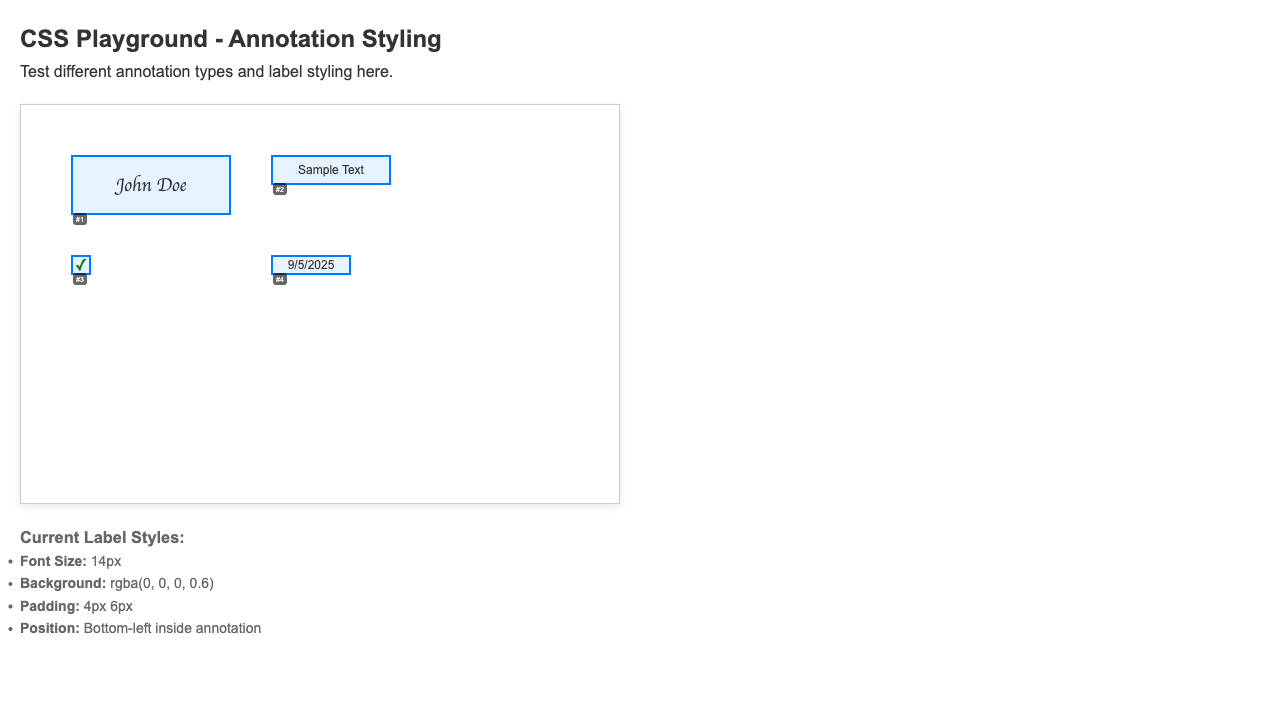 CSS Playground - Annotation Styling
Test different annotation types and label styling here.
John Doe
Sample Text
#1
#2
✓
9/5/2025
#3
#4
Current Label Styles:
• Font Size: 14px
• Background: rgba(0, 0, 0, 0.6)
• Padding: 4px 6px
• Position: Bottom-left inside annotation